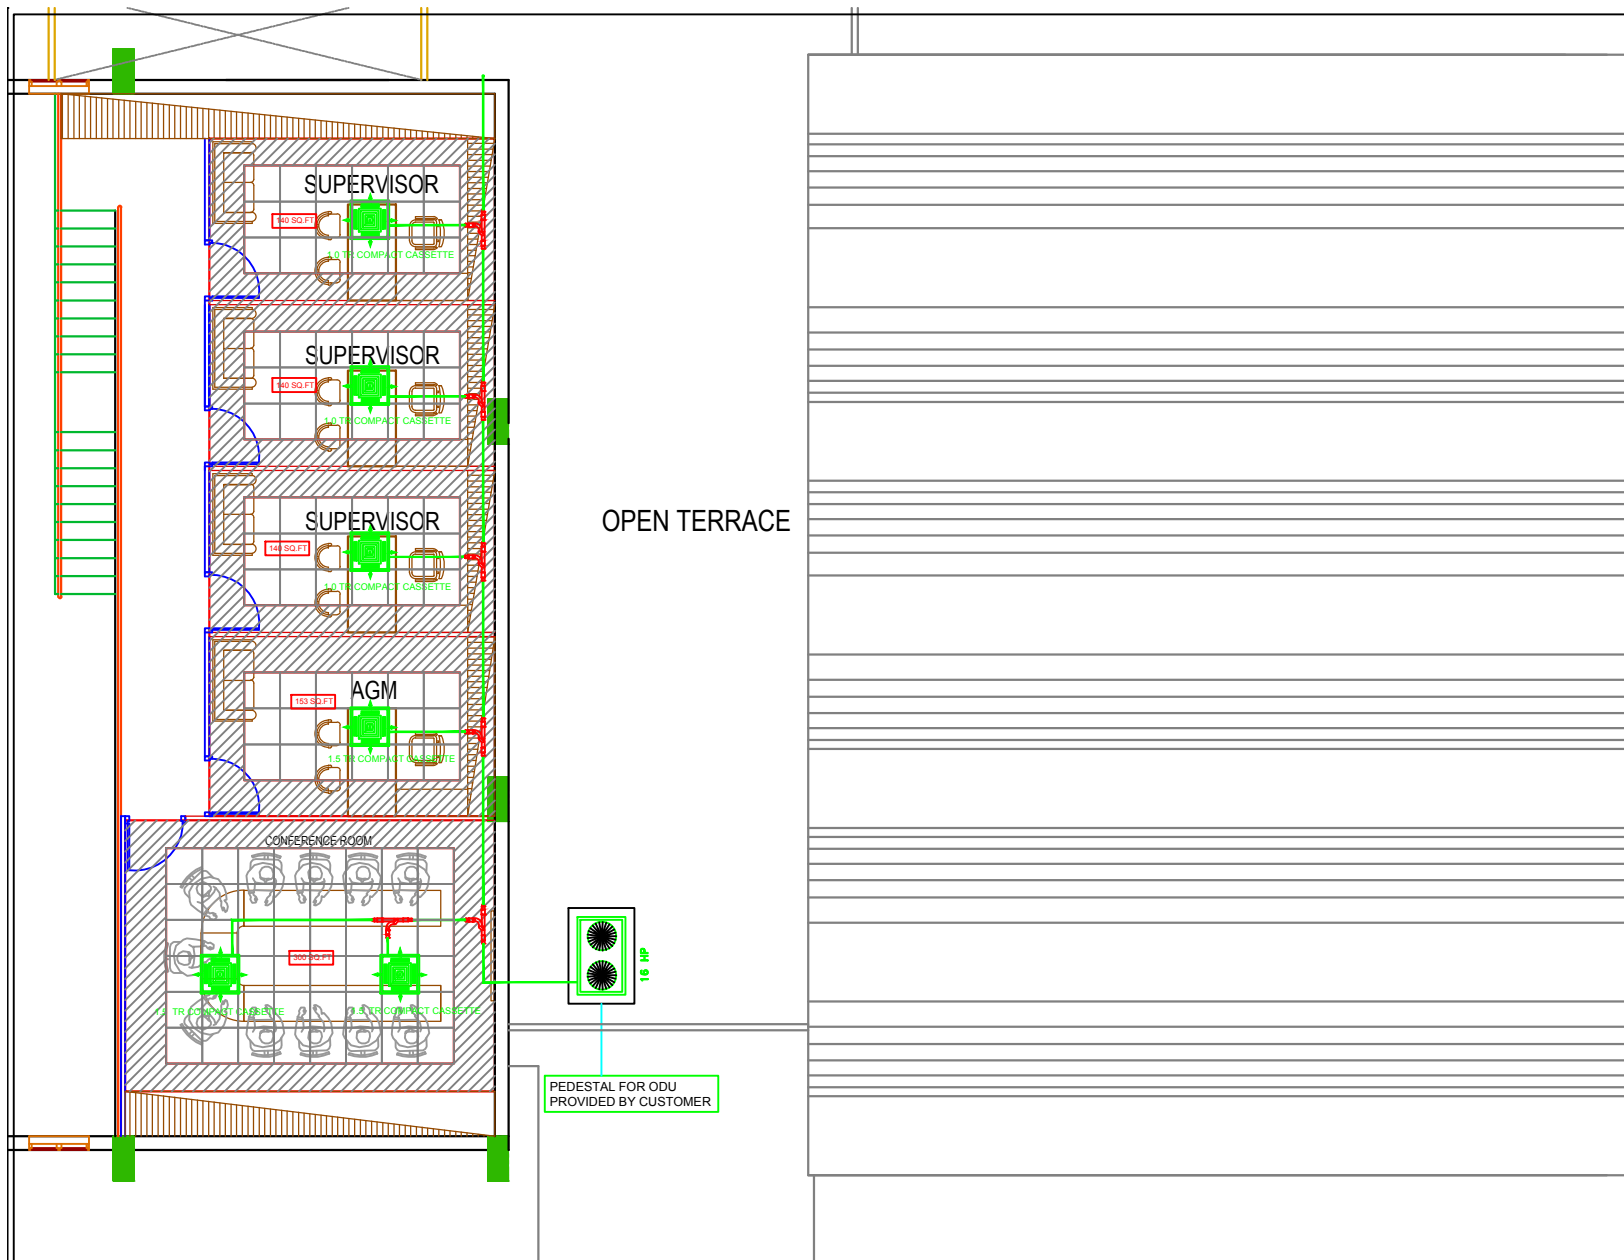 SUPERVISOR
140 SQ.FT
1.0 TR COMPACT CASSETTE
SUPERVISOR
140 SQ.FT
1.0 TR COMPACT CASSETTE
SUPERVISOR
140 SQ.FT
1.0 TR COMPACT CASSETTE
OPEN TERRACE
AGM
153 SQ.FT
1.5 TR COMPACT CASSETTE
CONFERENCE ROOM
300 SQ.FT
16 HP
TR COMPACT CASSETTE
TR COMPACT CASSETTE
PEDESTAL FOR ODU
PROVIDED BY CUSTOMER